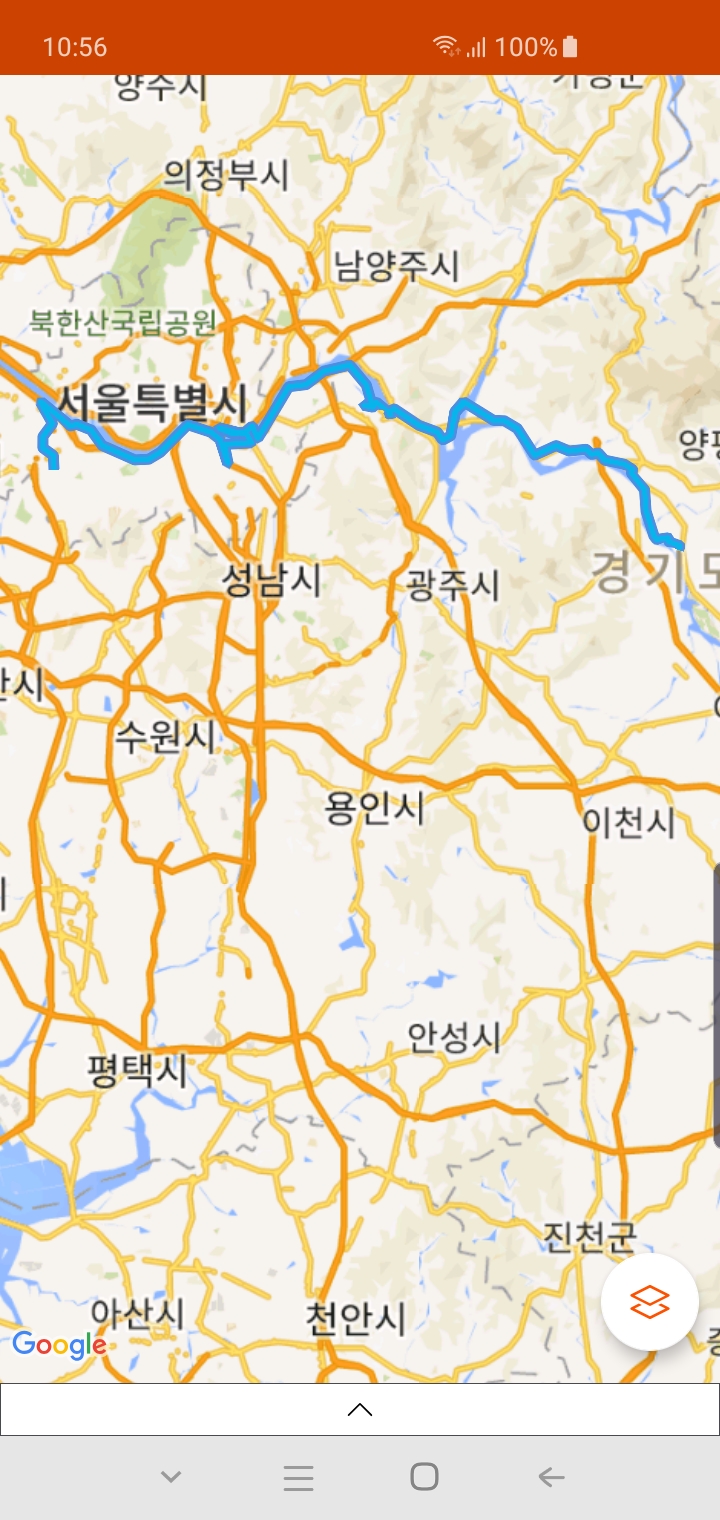 10:56
100%
양주시
의정부시
남양주시
북한산국립공원
서울특별시
성남시
광주시
경기도
수원시
용인시
이천시
안성시
평택시
진천군
아산시
천안시
Google